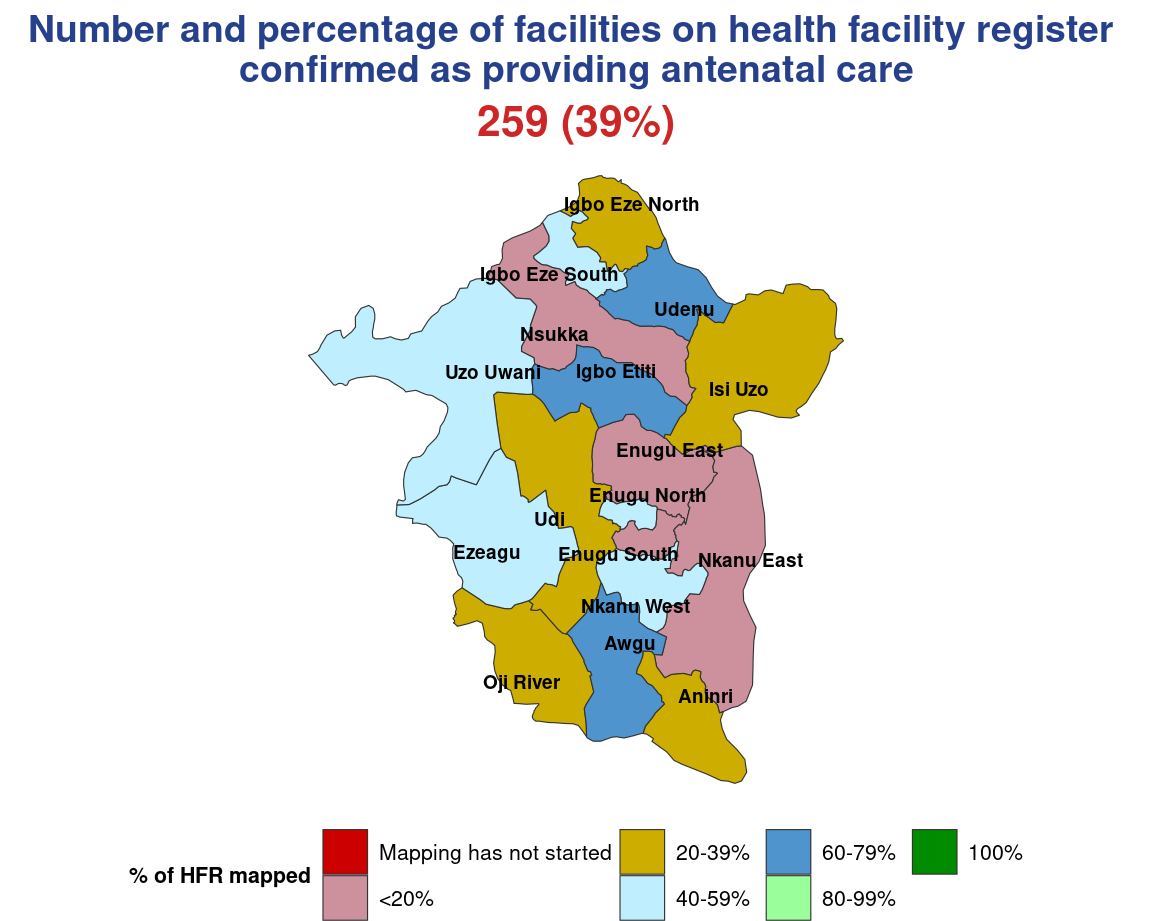 Number and percentage of facilities on health facility register
confirmed as providing antenatal care
259 (39%)
Igbo Eze North
Igbo Eze South
Udenu
Nsukka
Uzo Uwani
Igbo Etiti
Isi Uzo
Enugu East
Enugu North
Udi
Ezeagu
Enugu South
Nkanu East
Nkanu West
Awgu
Oji River
Aninri
% of HFR mapped
Mapping has not started
<20%
20-39%
40-59%
60-79%
80-99%
100%